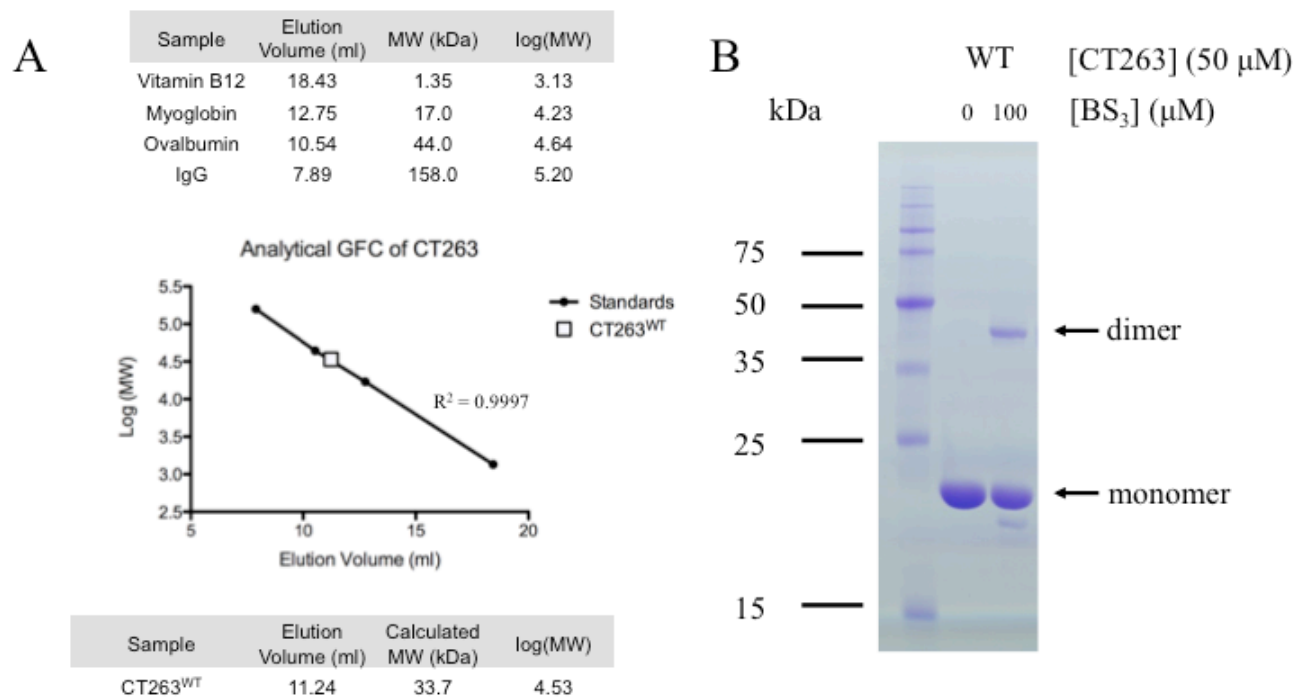 A
Sample Elution Volume (ml) MW (kDa) log(MW)
Vitamin B12 18.43 1.35 3.13
Myoglobin 12.75 17.0 4.23
Ovalbumin 10.54 44.0 4.64
IgG 7.89 158.0 5.20
Analytical GFC of CT263
Log (MW)
5.5
5.0
4.5
4.0
3.5
3.0
2.5
5 10 15 20
Elution Volume (ml)
R² = 0.9997
Standards
CT263ᵂᵀ
Sample Elution Volume (ml) Calculated MW (kDa) log(MW)
CT263ᵂᵀ 11.24 33.7 4.53
B
WT [CT263] (50 µM)
kDa 0 100 [BS₃] (µM)
75
50
35
25
15
dimer
monomer